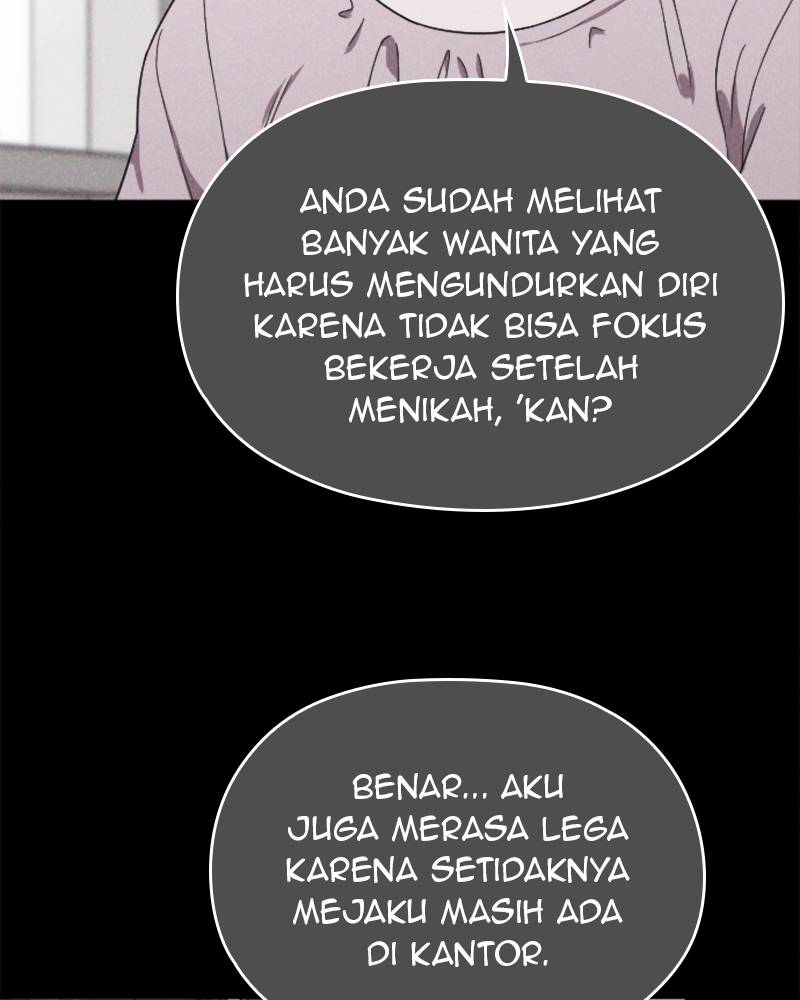 ANDA SUDAH MELIHAT
BANYAK WANITA YANG
HARUS MENGUNDURKAN DIRI
KARENA TIDAK BISA FOKUS
BEKERJA SETELAH
MENIKAH, 'KAN?
BENAR... AKU
JUGA MERASA LEGA
KARENA SETIDAKNYA
MEJAKU MASIH ADA
DI KANTOR.